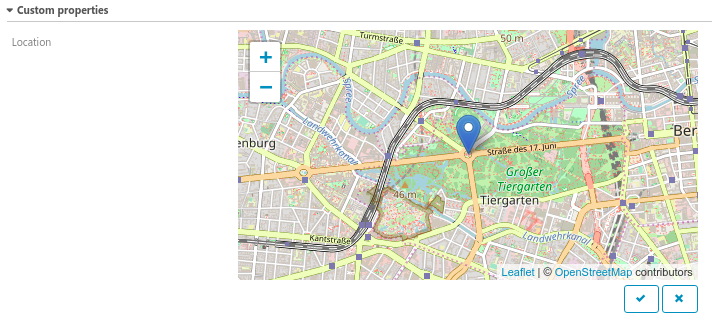 Custom properties
Location
Turmstraße
50 m
+
−
Spree
Spree
Landwehrkanal
Ber
enburg
Straße des 17. Juni
Großer
Tiergarten
46 m
Tiergarten
Kantstraße
Landwehrkanal
Leaflet | © OpenStreetMap contributors